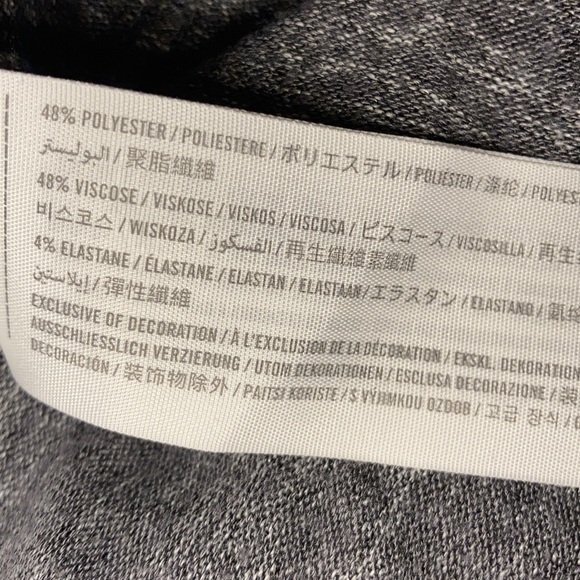 48% POLYESTER / POLIESTERE / ポリエステル / POLIESTER / 涤纶 / POLYES
البوليستر / 聚脂纖維
48% VISCOSE / VISKOSE / VISKOS / VISCOSA / ビスコース / VISCOSILLA / 再生
비스코스 / WISKOZA / الفسكوز / 再生纖維素纖維
4% ELASTANE / ÉLASTANE / ELASTAN / ELASTAAN / エラスタン / ELASTANO / 氨纶
إيلاستين / 彈性纖維
EXCLUSIVE OF DECORATION / À L'EXCLUSION DE LA DÉCORATION / EKSKL. DEKORATION
AUSSCHLIESSLICH VERZIERUNG / UTOM DEKORATIONEN / ESCLUSA DECORAZIONE / 装
DECORACIÓN / 装饰物除外 / PAITSI KORISTE / S VÝJIMKOU OZDOB / 고급 장식 /